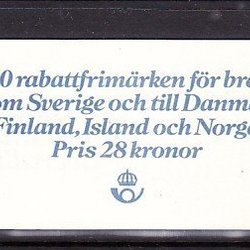 0 rabattfrimärken för bre
om Sverige och till Danm
Finland, Island och Norge
Pris 28 kronor